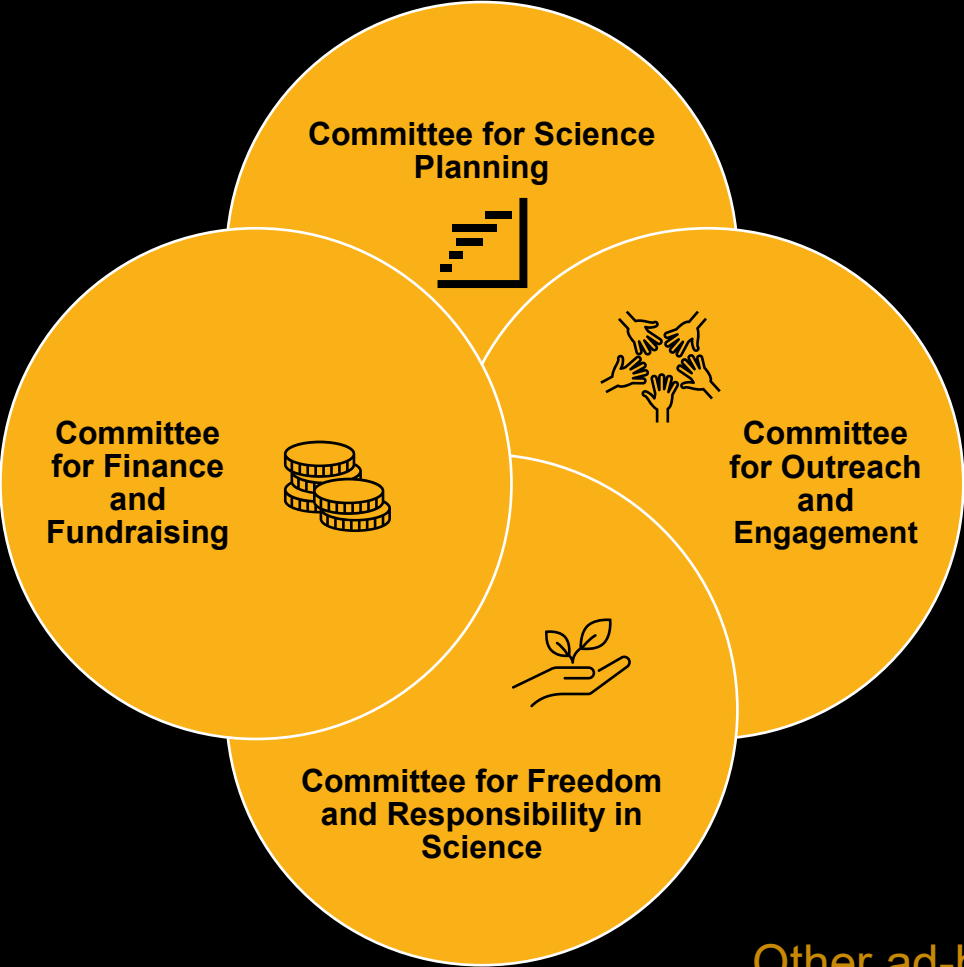 Committee for Science
Planning
Committee
for Finance
and
Fundraising
Committee
for Outreach
and
Engagement
Committee for Freedom
and Responsibility in
Science
Other